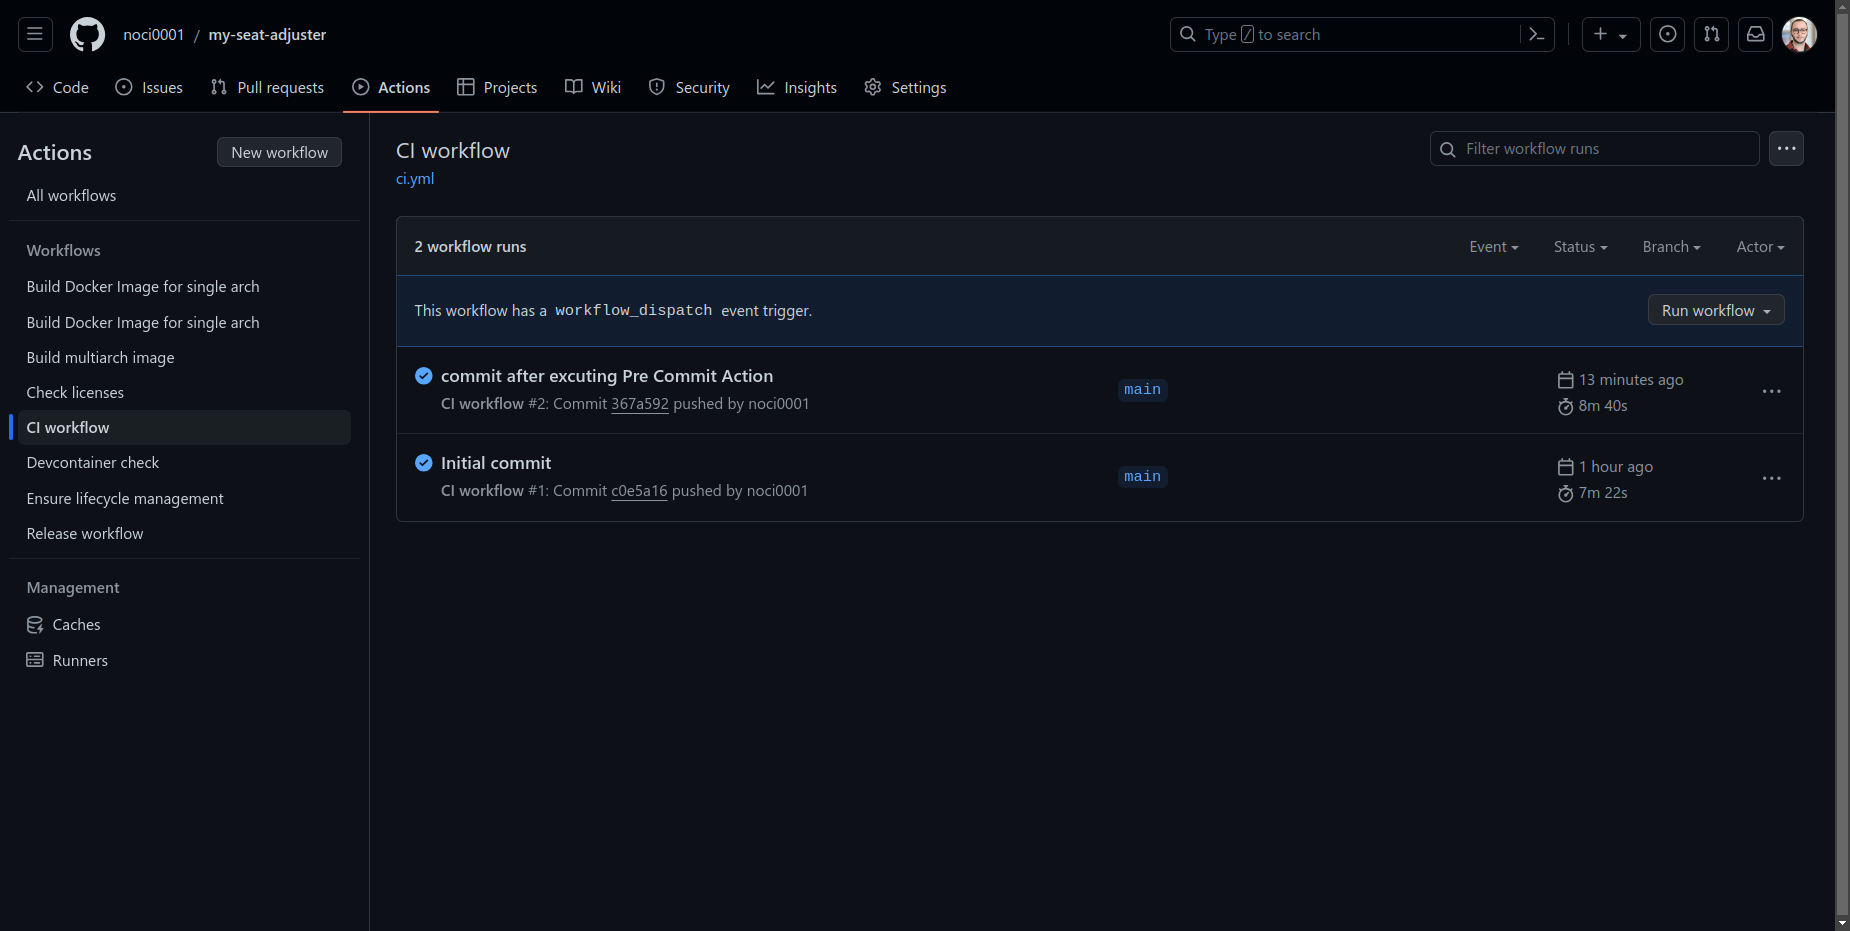 noci0001 / my-seat-adjuster
Type / to search
Code
Issues
Pull requests
Actions
Projects
Wiki
Security
Insights
Settings
Actions
New workflow
All workflows
Workflows
Build Docker Image for single arch
Build Docker Image for single arch
Build multiarch image
Check licenses
CI workflow
Devcontainer check
Ensure lifecycle management
Release workflow
Management
Caches
Runners
CI workflow
ci.yml
Filter workflow runs
2 workflow runs
Event
Status
Branch
Actor
This workflow has a workflow_dispatch event trigger.
Run workflow
commit after excuting Pre Commit Action
CI workflow #2: Commit 367a592 pushed by noci0001
main
13 minutes ago
8m 40s
Initial commit
CI workflow #1: Commit c0e5a16 pushed by noci0001
main
1 hour ago
7m 22s